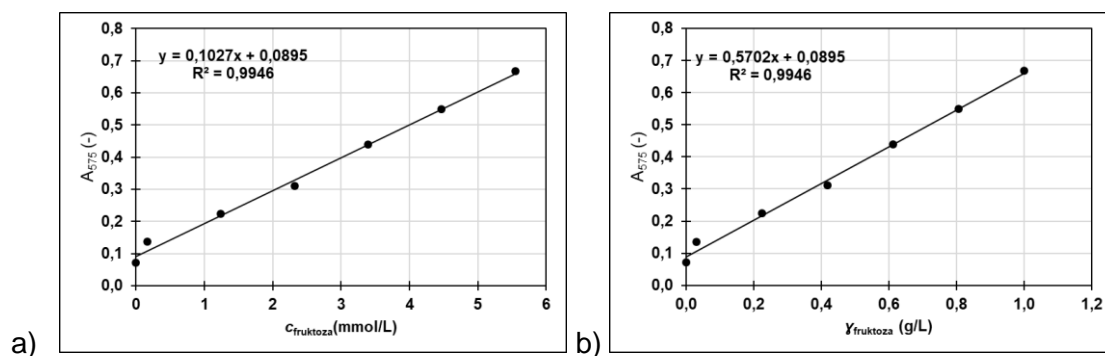 a)
0,8
0,7
0,6
0,5
0,4
0,3
0,2
0,1
0,0
A575 (-)
y = 0,1027x + 0,0895
R² = 0,9946
0 1 2 3 4 5 6
cfruktoza(mmol/L)
b)
0,8
0,7
0,6
0,5
0,4
0,3
0,2
0,1
0,0
A575 (-)
y = 0,5702x + 0,0895
R² = 0,9946
0,0 0,2 0,4 0,6 0,8 1,0 1,2
γfruktoza (g/L)